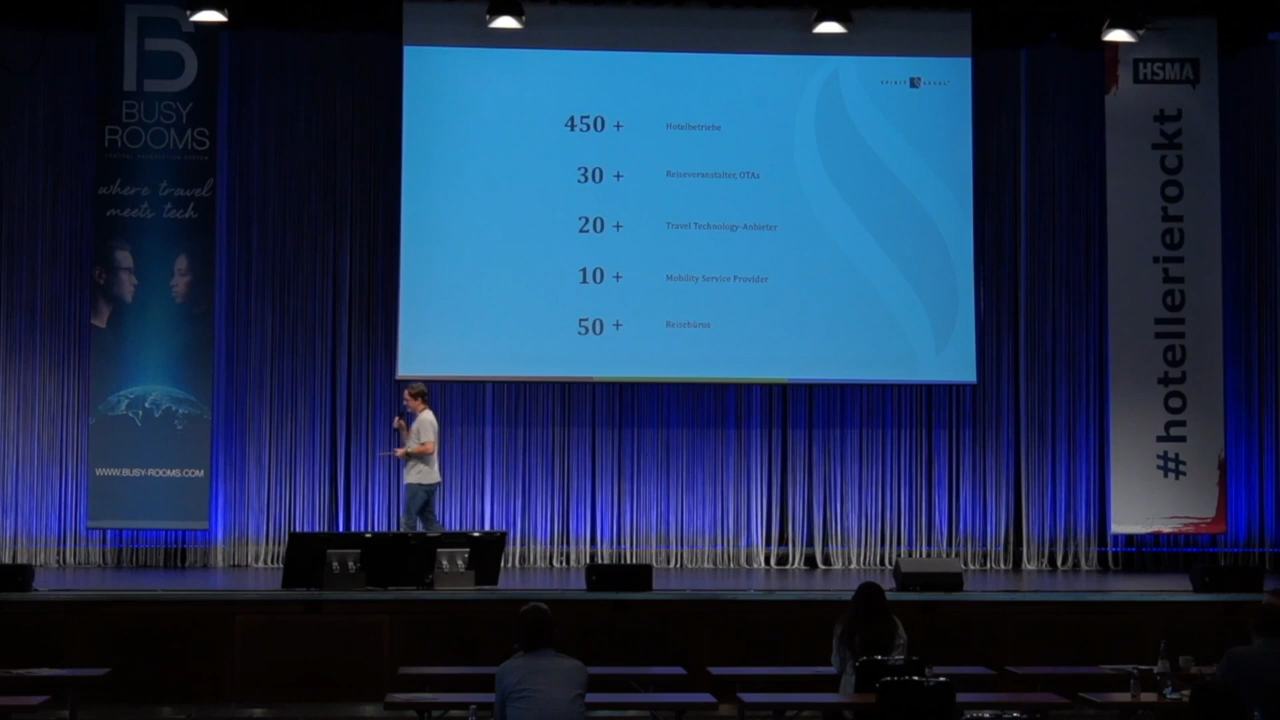 BUSY
ROOMS
where travel
meets tech
WWW.BUSY-ROOMS.COM
450 + Hotelbetriebe
30 + Reiseveranstalter, OTAs
20 + Travel Technology-Anbieter
10 + Mobility Service Provider
50 + Reisebüros
HSMA
#hotellerierockt